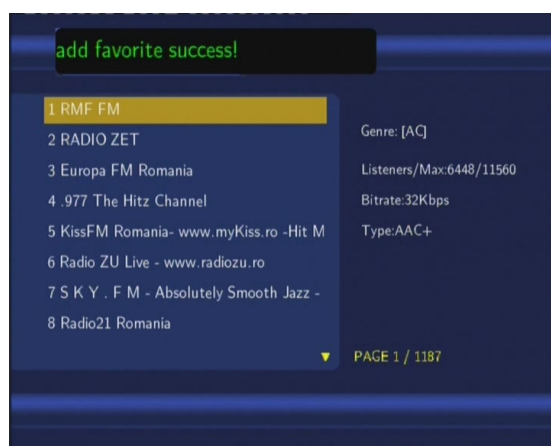 add favorite success!
1 RMF FM
2 RADIO ZET
3 Europa FM Romania
4 .977 The Hitz Channel
5 KissFM Romania- www.myKiss.ro -Hit M
6 Radio ZU Live - www.radiozu.ro
7 S K Y . F M - Absolutely Smooth Jazz -
8 Radio21 Romania
Genre: [AC]
Listeners/Max:6448/11560
Bitrate:32Kbps
Type:AAC+
PAGE 1 / 1187